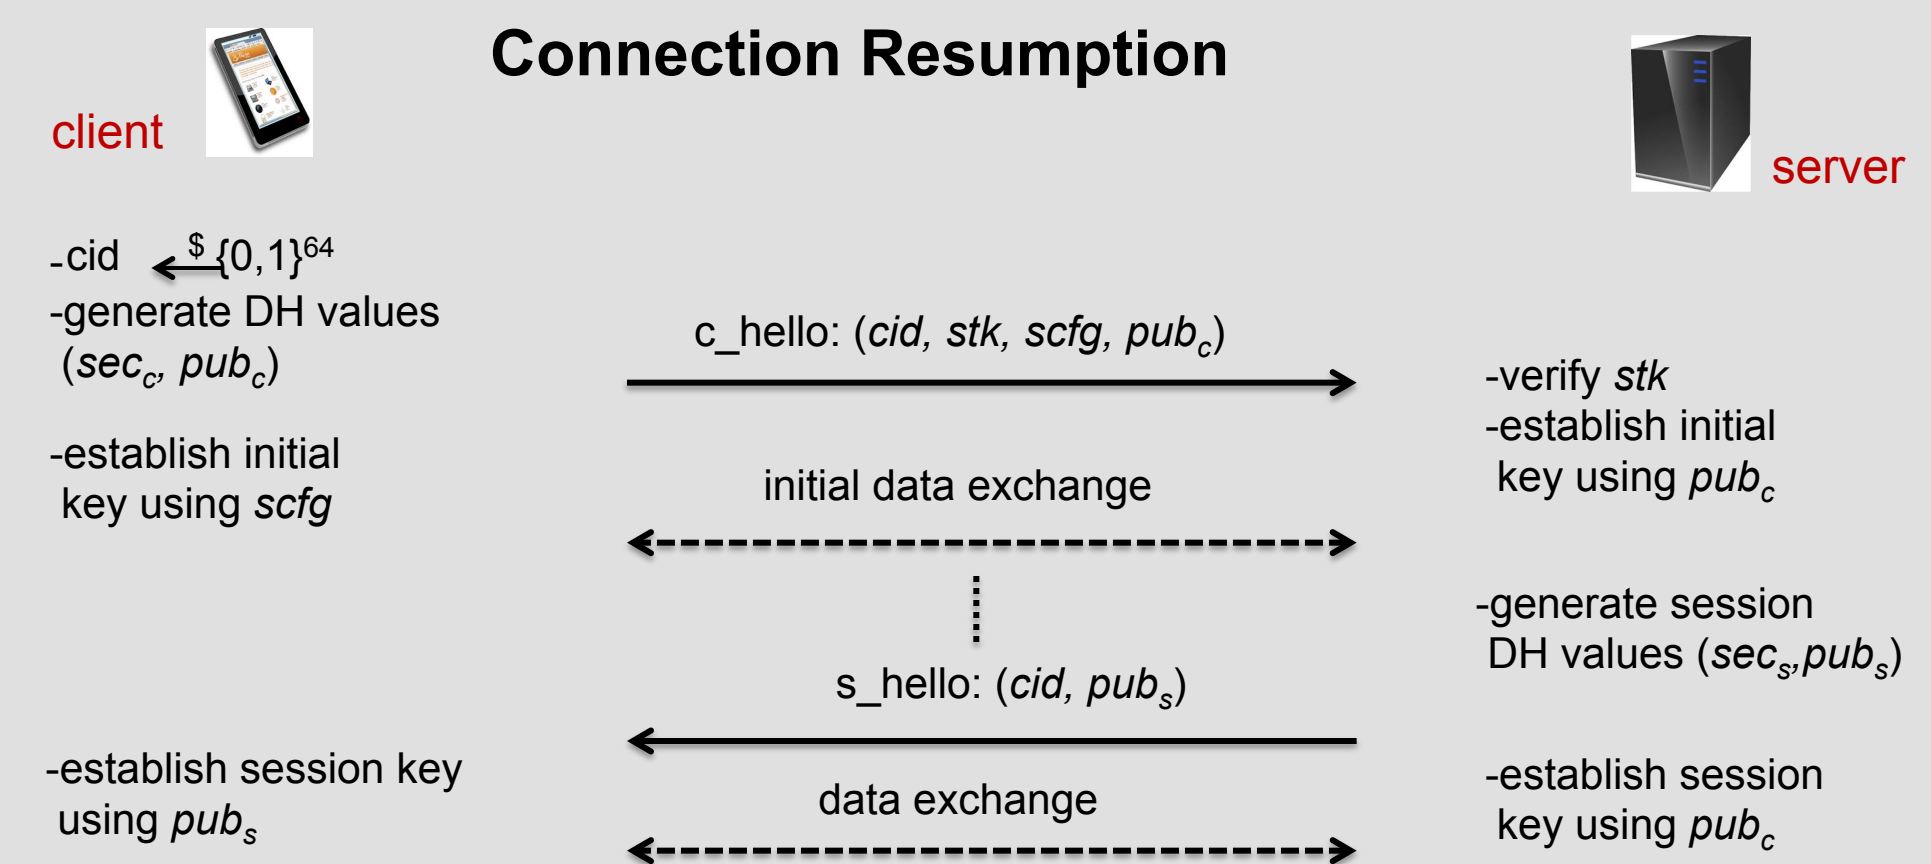 Connection Resumption
client
server
-cid $ {0,1}64
-generate DH values
(secc, pubc)
c_hello: (cid, stk, scfg, pubc)
-verify stk
-establish initial
key using pubc
-establish initial
key using scfg
initial data exchange
-generate session
DH values (secs,pubs)
s_hello: (cid, pubs)
-establish session key
using pubs
data exchange
-establish session
key using pubc